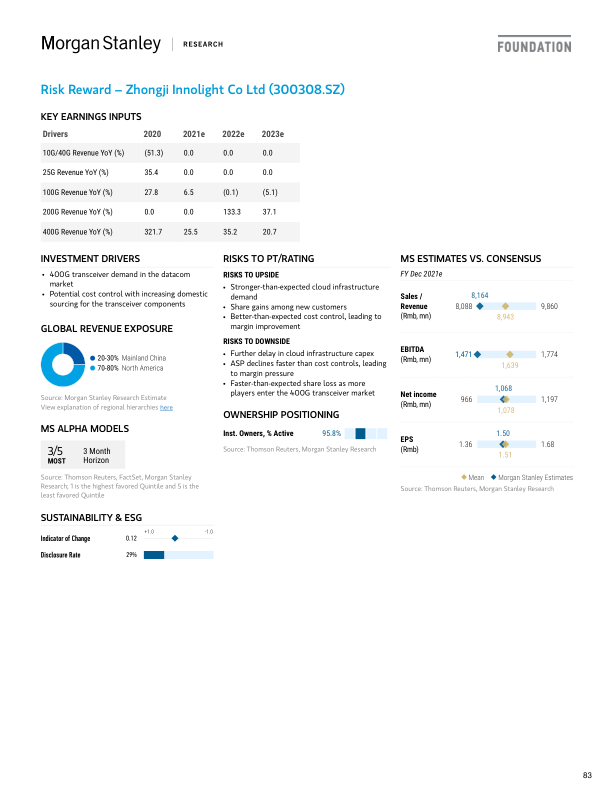 Morgan Stanley | RESEARCH
FOUNDATION
Risk Reward – Zhongji Innolight Co Ltd (300308.SZ)
KEY EARNINGS INPUTS
Drivers 2020 2021e 2022e 2023e
10G/40G Revenue YoY (%) (51.3) 0.0 0.0 0.0
25G Revenue YoY (%) 35.4 0.0 0.0 0.0
100G Revenue YoY (%) 27.8 6.5 (0.1) (5.1)
200G Revenue YoY (%) 0.0 0.0 133.3 37.1
400G Revenue YoY (%) 321.7 25.5 35.2 20.7
INVESTMENT DRIVERS
• 400G transceiver demand in the datacom
market
• Potential cost control with increasing domestic
sourcing for the transceiver components
GLOBAL REVENUE EXPOSURE
20-30% Mainland China
70-80% North America
Source: Morgan Stanley Research Estimate
View explanation of regional hierarchies here
MS ALPHA MODELS
3/5
MOST
3 Month
Horizon
Source: Thomson Reuters, FactSet, Morgan Stanley
Research; 1 is the highest favored Quintile and 5 is the
least favored Quintile
SUSTAINABILITY & ESG
+1.0 -1.0
Indicator of Change 0.12
Disclosure Rate 29%
RISKS TO PT/RATING
RISKS TO UPSIDE
• Stronger-than-expected cloud infrastructure
demand
• Share gains among new customers
• Better-than-expected cost control, leading to
margin improvement
RISKS TO DOWNSIDE
• Further delay in cloud infrastructure capex
• ASP declines faster than cost controls, leading
to margin pressure
• Faster-than-expected share loss as more
players enter the 400G transceiver market
OWNERSHIP POSITIONING
Inst. Owners, % Active 95.8%
Source: Thomson Reuters, Morgan Stanley Research
MS ESTIMATES VS. CONSENSUS
FY Dec 2021e
Sales /
Revenue
(Rmb, mn)
8,164
8,088 9,860
8,943
EBITDA
(Rmb, mn)
1,471 1,774
1,639
Net income
(Rmb, mn)
1,068
966 1,197
1,078
EPS
(Rmb)
1.50
1.36 1.68
1.51
Mean Morgan Stanley Estimates
Source: Thomson Reuters, Morgan Stanley Research
83